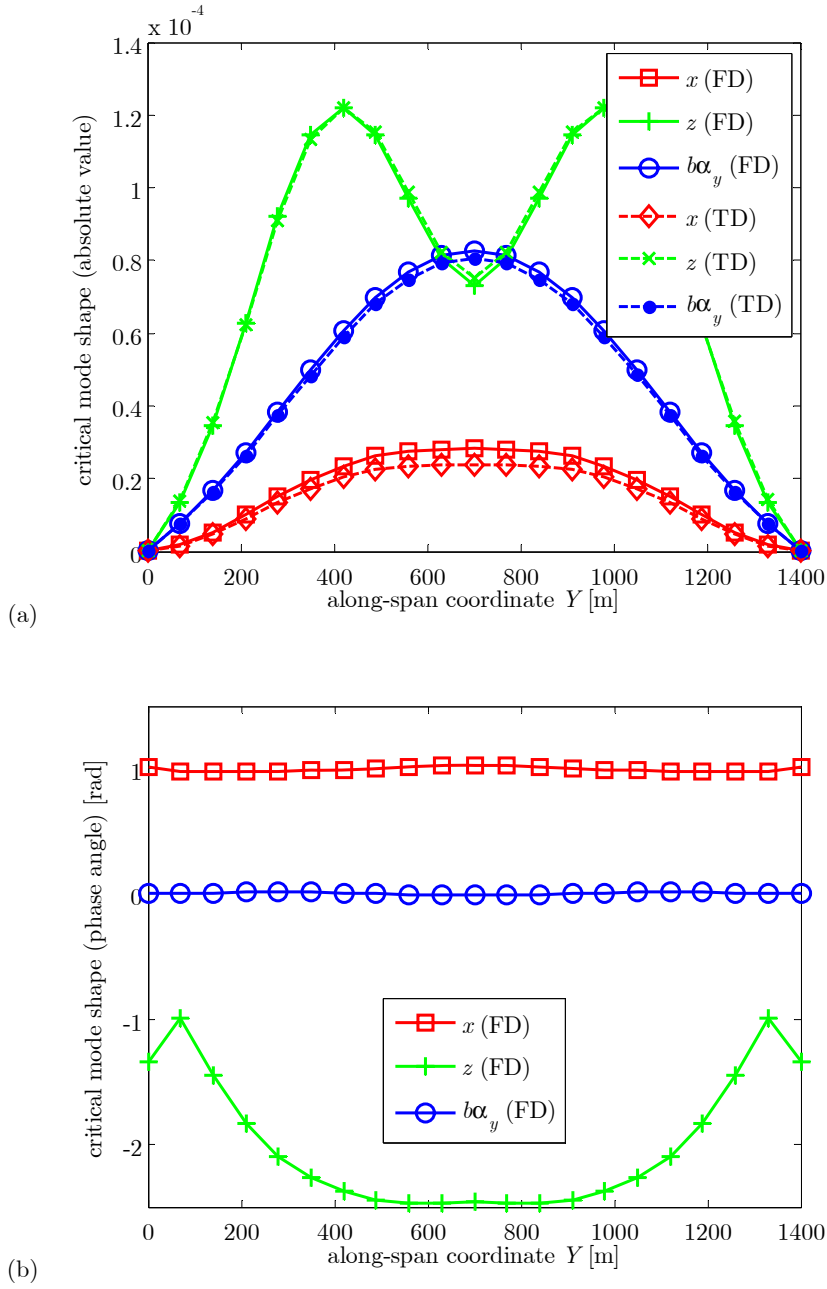 x 10⁻⁴
1.4
1.2
1
0.8
0.6
0.4
0.2
0
critical mode shape (absolute value)
x (FD)
z (FD)
bα_y (FD)
x (TD)
z (TD)
bα_y (TD)
0 200 400 600 800 1000 1200 1400
along-span coordinate Y [m]
(a)
1
0
-1
-2
critical mode shape (phase angle) [rad]
x (FD)
z (FD)
bα_y (FD)
0 200 400 600 800 1000 1200 1400
along-span coordinate Y [m]
(b)